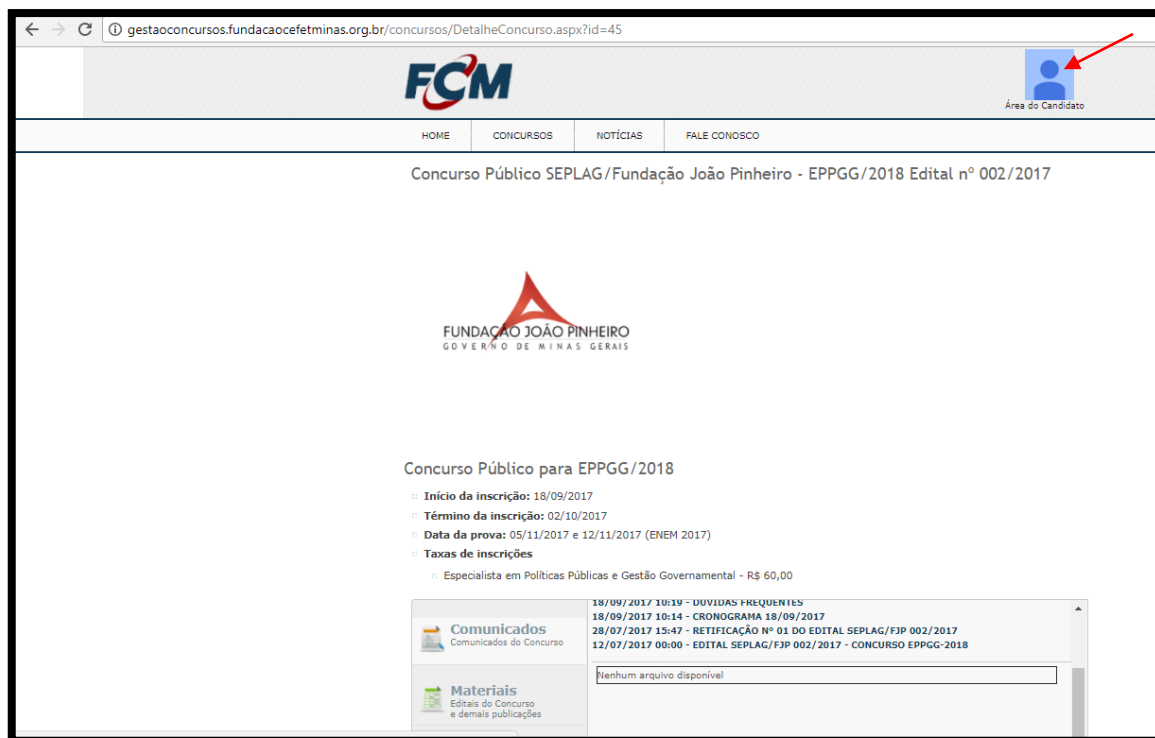 gestaoconcursos.fundacaocefetminas.org.br/concursos/DetalheConcurso.aspx?id=45
FCM
Área do Candidato
HOME CONCURSOS NOTÍCIAS FALE CONOSCO
Concurso Público SEPLAG/Fundação João Pinheiro - EPPGG/2018 Edital nº 002/2017
FUNDAÇÃO JOÃO PINHEIRO
GOVERNO DE MINAS GERAIS
Concurso Público para EPPGG/2018
Início da inscrição: 18/09/2017
Término da inscrição: 02/10/2017
Data da prova: 05/11/2017 e 12/11/2017 (ENEM 2017)
Taxas de inscrições
Especialista em Políticas Públicas e Gestão Governamental - R$ 60,00
18/09/2017 10:19 - DÚVIDAS FREQUENTES
18/09/2017 10:14 - CRONOGRAMA 18/09/2017
28/07/2017 15:47 - RETIFICAÇÃO Nº 01 DO EDITAL SEPLAG/FJP 002/2017
12/07/2017 00:00 - EDITAL SEPLAG/FJP 002/2017 - CONCURSO EPPGG-2018
Comunicados
Comunicados do Concurso
Nenhum arquivo disponível
Materiais
Editais do Concurso
e demais publicações